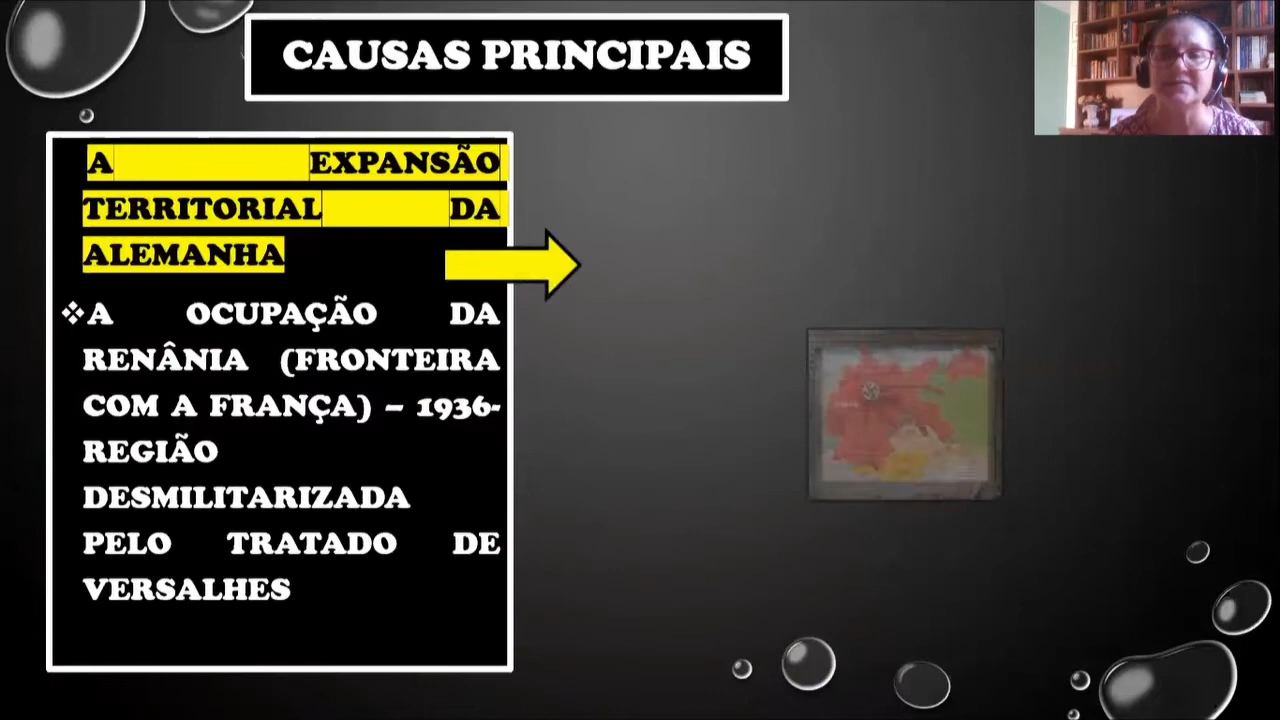 CAUSAS PRINCIPAIS
A EXPANSÃO
TERRITORIAL DA
ALEMANHA
❖A OCUPAÇÃO DA
RENÂNIA (FRONTEIRA
COM A FRANÇA) – 1936-
REGIÃO
DESMILITARIZADA
PELO TRATADO DE
VERSALHES